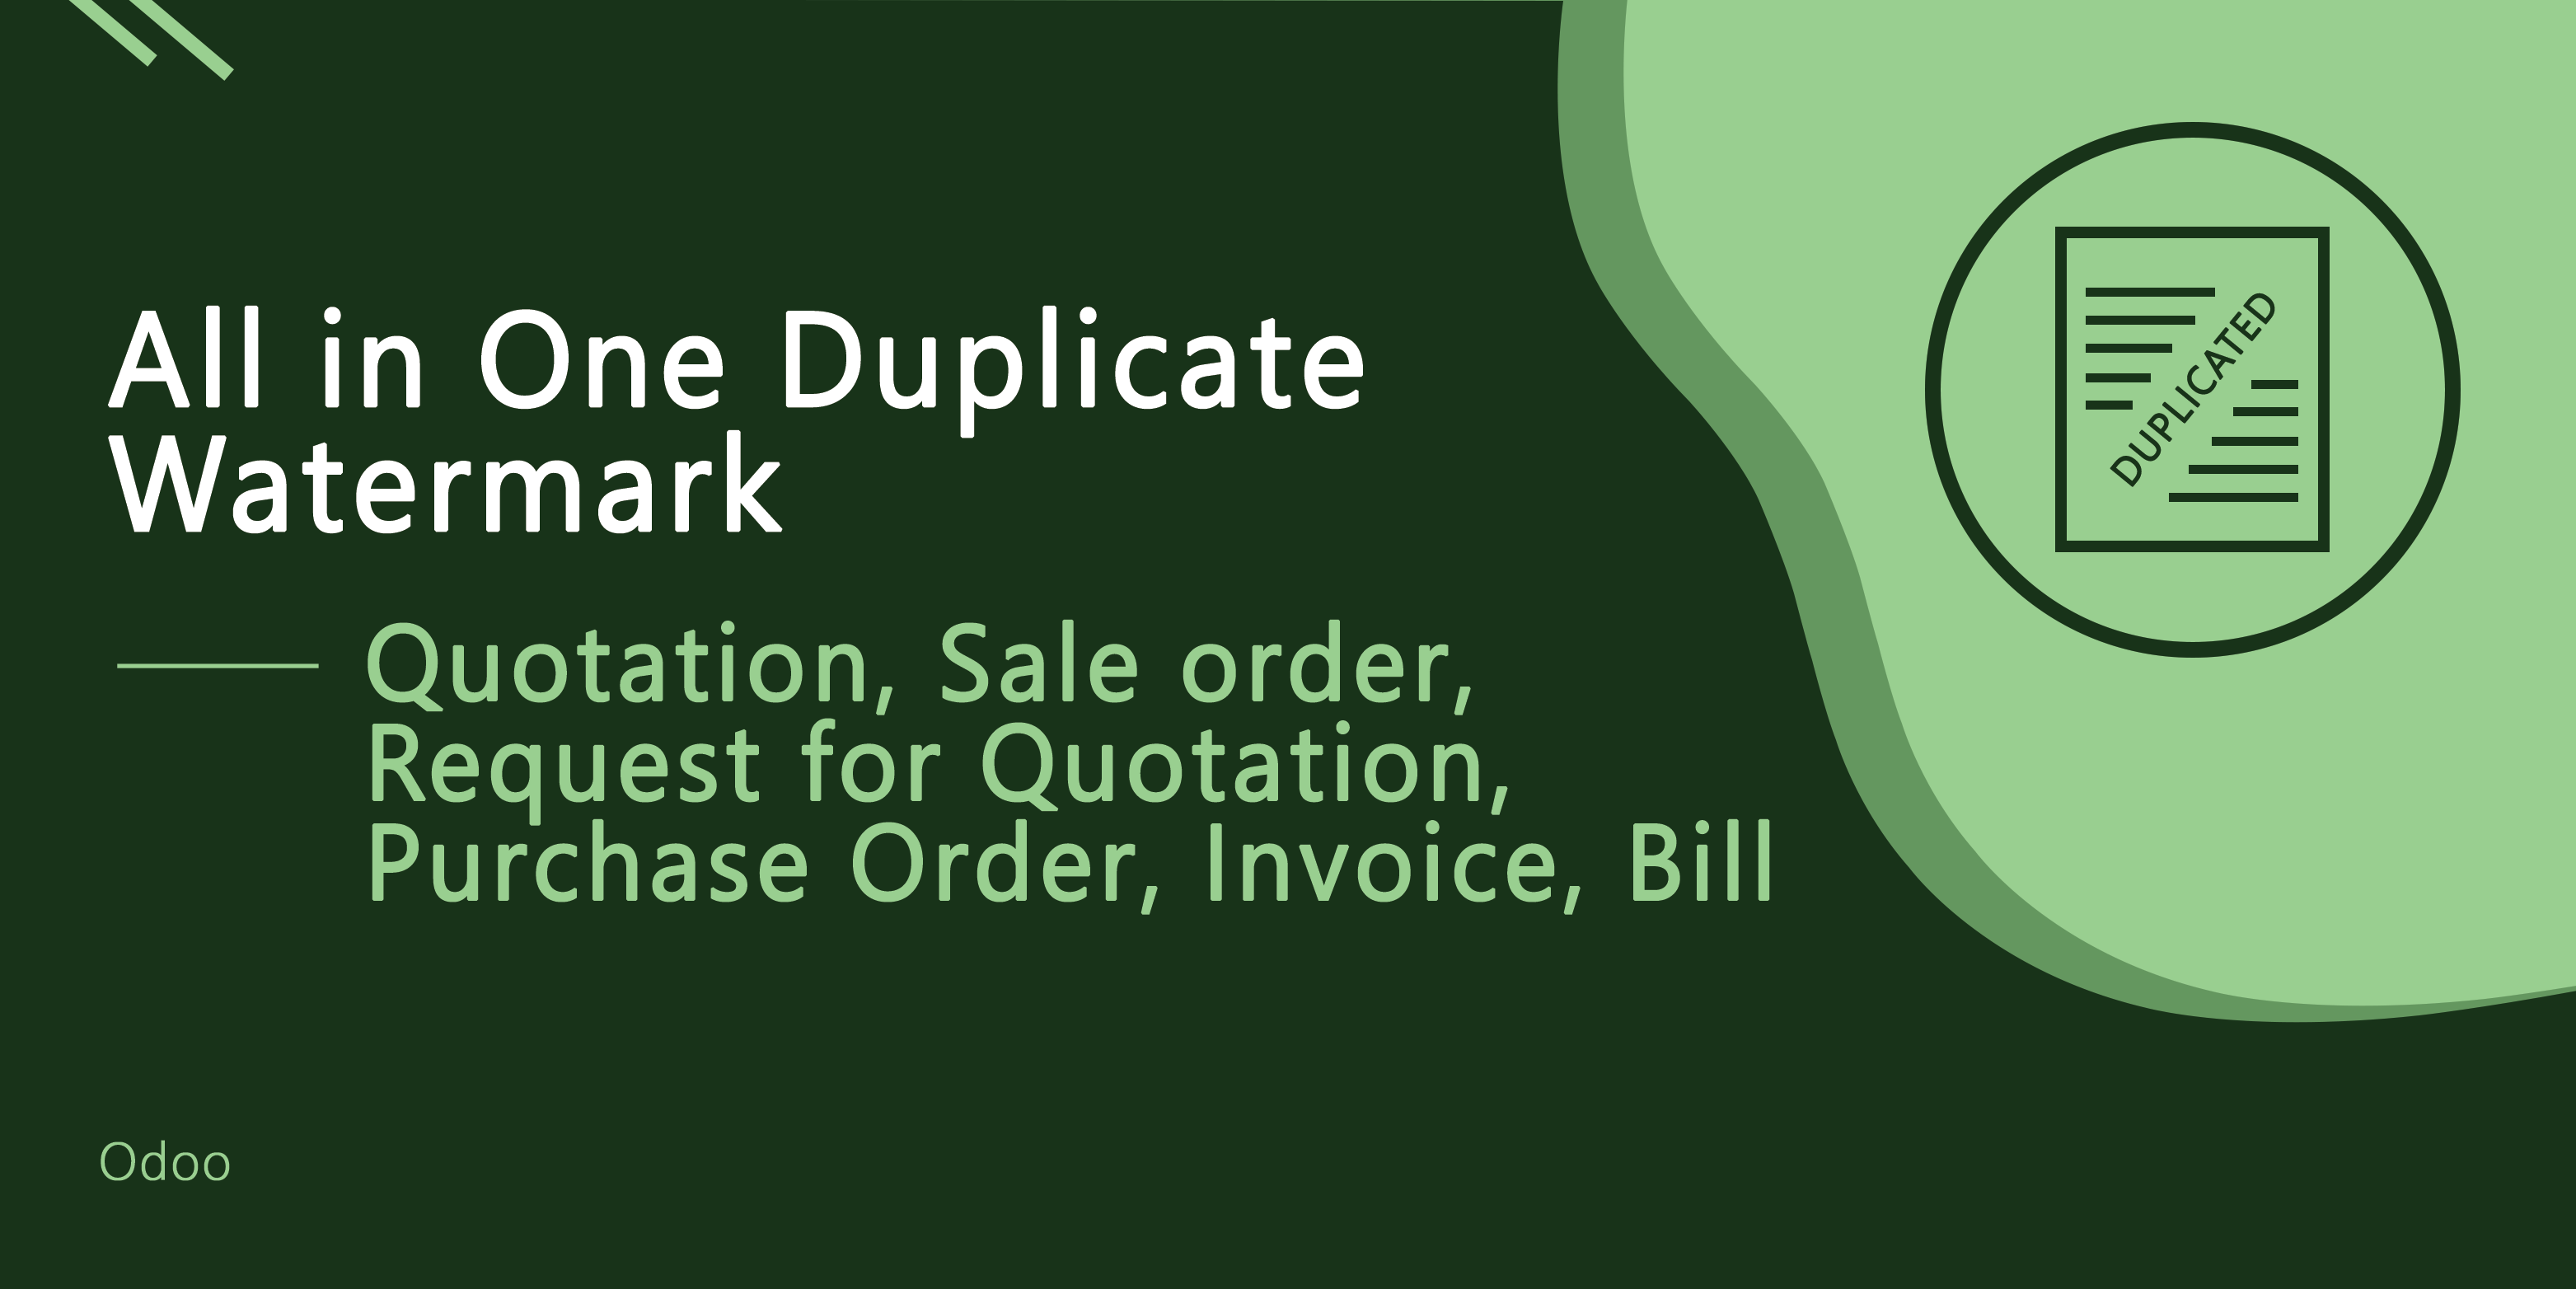 All in One Duplicate
Watermark
Quotation, Sale order,
Request for Quotation,
Purchase Order, Invoice, Bill
DUPLICATED
Odoo